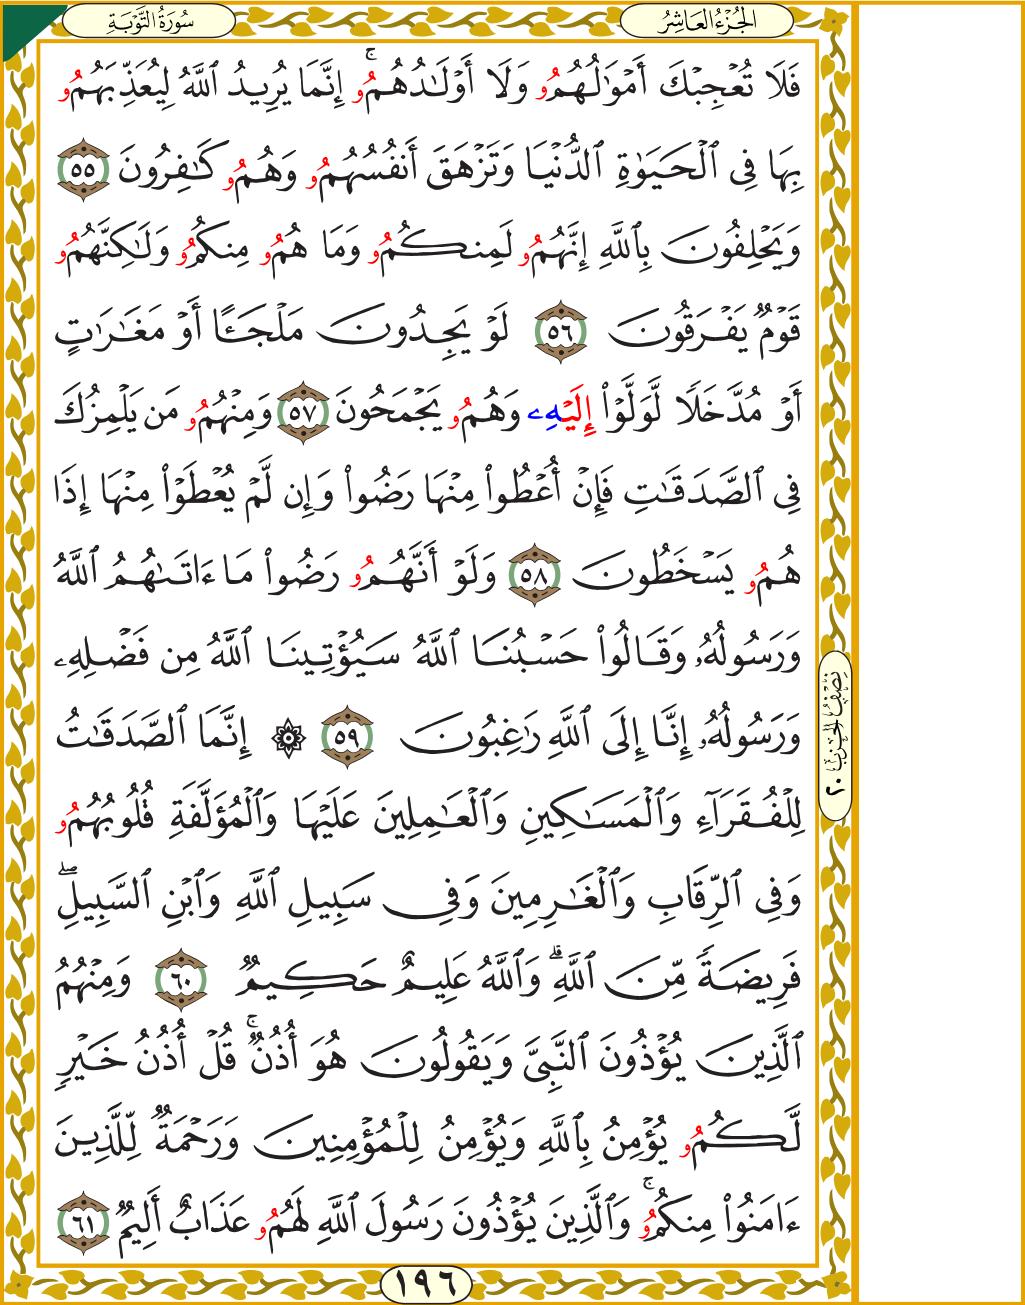 الجُزْءُ العَاشِرُ
سُورَةُ التَّوْبَةِ
فَلَا تُعْجِبْكَ أَمْوَٰلُهُمُۥ وَلَا أَوْلَٰدُهُمُۥۚ إِنَّمَا يُرِيدُ ٱللَّهُ لِيُعَذِّبَهُمُۥ
بِهَا فِى ٱلْحَيَوٰةِ ٱلدُّنْيَا وَتَزْهَقَ أَنفُسُهُمُۥ وَهُمُۥ كَٰفِرُونَ ٥٥
وَيَحْلِفُونَ بِٱللَّهِ إِنَّهُمُۥ لَمِنكُمُۥ وَمَا هُمُۥ مِنكُمُۥ وَلَٰكِنَّهُمُۥ
قَوْمٌ يَفْرَقُونَ ٥٦ لَوْ يَجِدُونَ مَلْجَـًٔا أَوْ مَغَٰرَٰتٍ
أَوْ مُدَّخَلًا لَّوَلَّوْا۟ إِلَيْهِۦ وَهُمُۥ يَجْمَحُونَ ٥٧ وَمِنْهُمُۥ مَن يَلْمِزُكَ
فِى ٱلصَّدَقَٰتِ فَإِنْ أُعْطُوا۟ مِنْهَا رَضُوا۟ وَإِن لَّمْ يُعْطَوْا۟ مِنْهَا إِذَا
هُمُۥ يَسْخَطُونَ ٥٨ وَلَوْ أَنَّهُمُۥ رَضُوا۟ مَا ءَاتَىٰهُمُ ٱللَّهُ
وَرَسُولُهُۥ وَقَالُوا۟ حَسْبُنَا ٱللَّهُ سَيُؤْتِينَا ٱللَّهُ مِن فَضْلِهِۦ
وَرَسُولُهُۥ إِنَّا إِلَى ٱللَّهِ رَٰغِبُونَ ٥٩ ۞ إِنَّمَا ٱلصَّدَقَٰتُ
لِلْفُقَرَآءِ وَٱلْمَسَٰكِينِ وَٱلْعَٰمِلِينَ عَلَيْهَا وَٱلْمُؤَلَّفَةِ قُلُوبُهُمُۥ
وَفِى ٱلرِّقَابِ وَٱلْغَٰرِمِينَ وَفِى سَبِيلِ ٱللَّهِ وَٱبْنِ ٱلسَّبِيلِۖ
فَرِيضَةً مِّنَ ٱللَّهِۗ وَٱللَّهُ عَلِيمٌ حَكِيمٌ ٦٠ وَمِنْهُمُ
ٱلَّذِينَ يُؤْذُونَ ٱلنَّبِىَّ وَيَقُولُونَ هُوَ أُذُنٌۚ قُلْ أُذُنُ خَيْرٍ
لَّكُمُۥ يُؤْمِنُ بِٱللَّهِ وَيُؤْمِنُ لِلْمُؤْمِنِينَ وَرَحْمَةٌ لِّلَّذِينَ
ءَامَنُوا۟ مِنكُمُۥۚ وَٱلَّذِينَ يُؤْذُونَ رَسُولَ ٱللَّهِ لَهُمُۥ عَذَابٌ أَلِيمٌ ٦١
نِصْفُ الحِزْبِ ٢٠
١٩٦